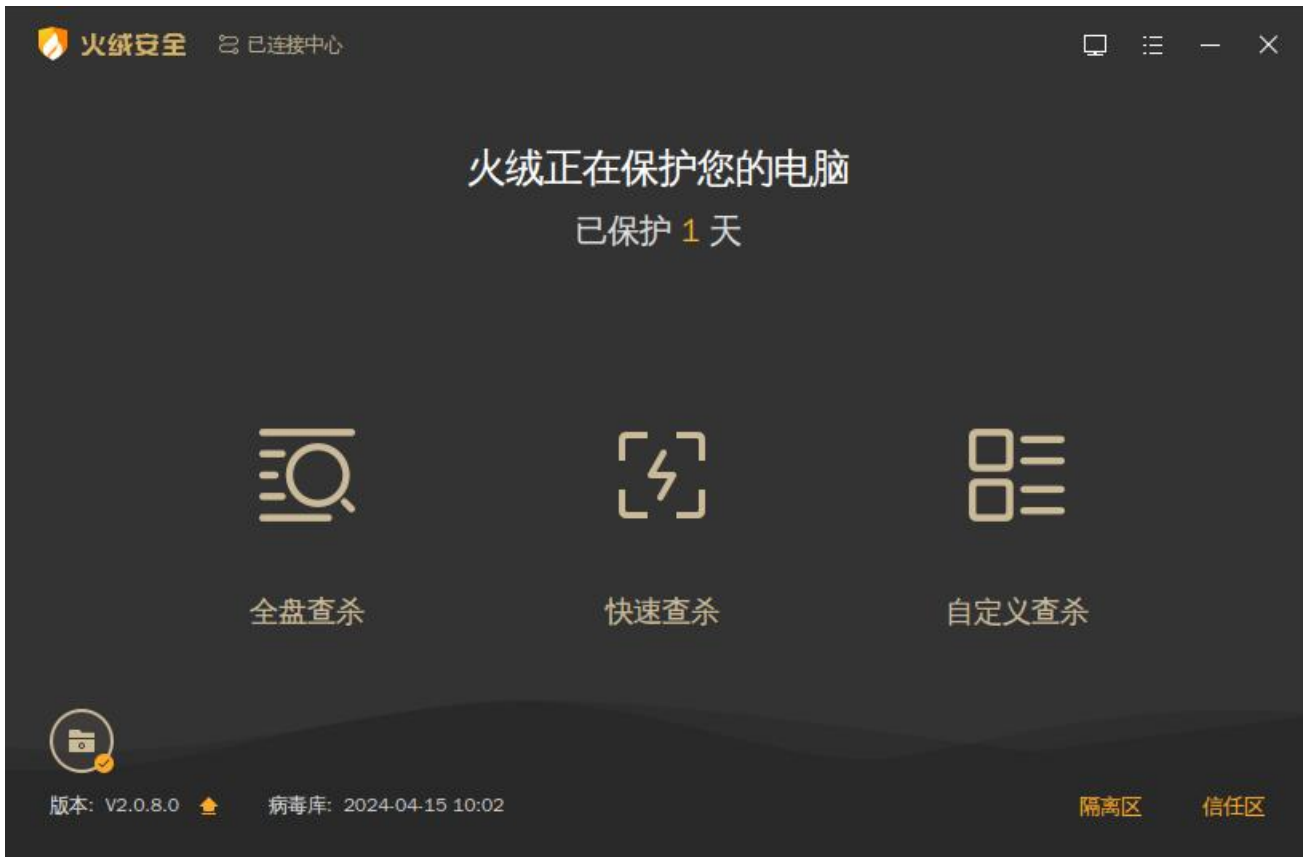 火绒安全 已连接中心
火绒正在保护您的电脑
已保护 1 天
全盘查杀 快速查杀 自定义查杀
版本: V2.0.8.0 病毒库: 2024-04-15 10:02 隔离区 信任区